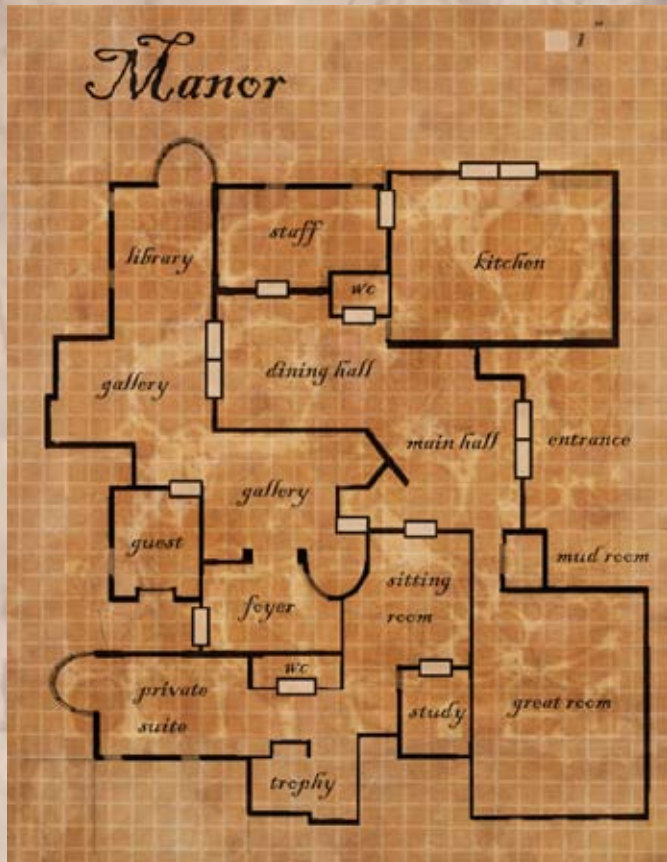 1"
Manor
staff
library
kitchen
wc
dining hall
gallery
main hall
entrance
gallery
guest
mud room
sitting
room
foyer
wc
private
suite
study
great room
trophy